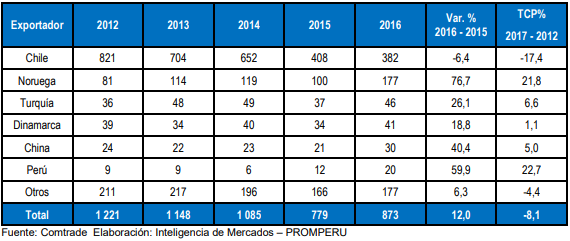 Exportador 2012 2013 2014 2015 2016 Var. % 2016 - 2015 TCP% 2017 - 2012
Chile 821 704 652 408 382 -6,4 -17,4
Noruega 81 114 119 100 177 76,7 21,8
Turquía 36 48 49 37 46 26,1 6,6
Dinamarca 39 34 40 34 41 18,8 1,1
China 24 22 23 21 30 40,4 5,0
Perú 9 9 6 12 20 59,9 22,7
Otros 211 217 196 166 177 6,3 -4,4
Total 1 221 1 148 1 085 779 873 12,0 -8,1
Fuente: Comtrade Elaboración: Inteligencia de Mercados – PROMPERU